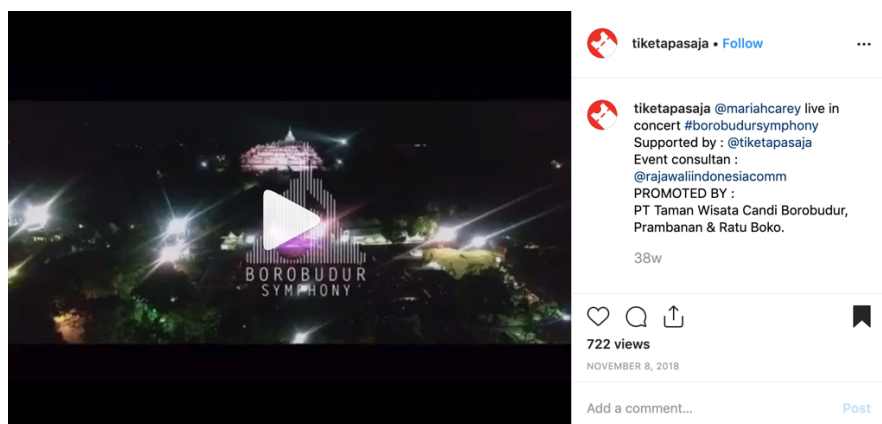 BOROBUDUR
SYMPHONY
tiketapasaja • Follow
tiketapasaja @mariahcarey live in
concert #borobudursymphony
Supported by : @tiketapasaja
Event consultan :
@rajawaliindonesiacomm
PROMOTED BY :
PT Taman Wisata Candi Borobudur,
Prambanan & Ratu Boko.
38w
722 views
NOVEMBER 8, 2018
Add a comment...
Post